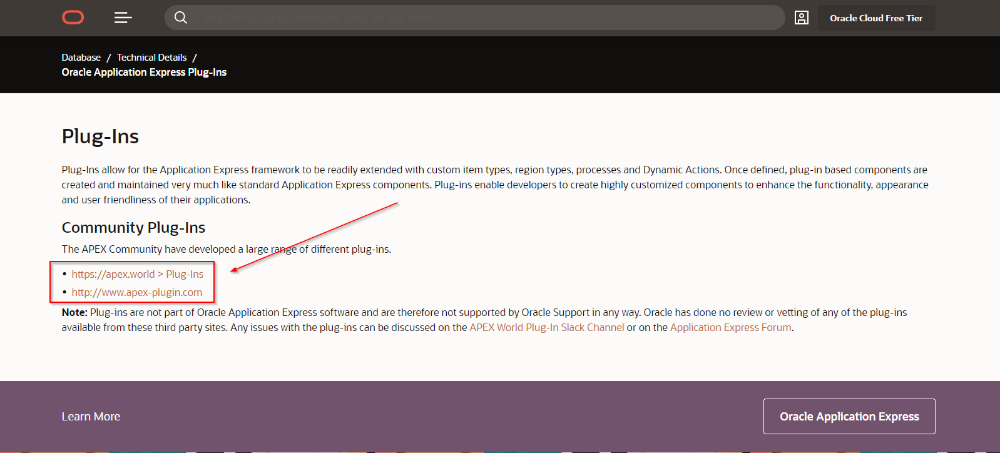 Ask "What cloud developer tools do you have?"
Oracle Cloud Free Tier
Database / Technical Details /
Oracle Application Express Plug-Ins
Plug-Ins
Plug-Ins allow for the Application Express framework to be readily extended with custom item types, region types, processes and Dynamic Actions. Once defined, plug-in based components are
created and maintained very much like standard Application Express components. Plug-ins enable developers to create highly customized components to enhance the functionality, appearance
and user friendliness of their applications.
Community Plug-Ins
The APEX Community have developed a large range of different plug-ins.
• https://apex.world > Plug-Ins
• http://www.apex-plugin.com
Note: Plug-ins are not part of Oracle Application Express software and are therefore not supported by Oracle Support in any way. Oracle has done no review or vetting of any of the plug-ins
available from these third party sites. Any issues with the plug-ins can be discussed on the APEX World Plug-In Slack Channel or on the Application Express Forum.
Learn More
Oracle Application Express